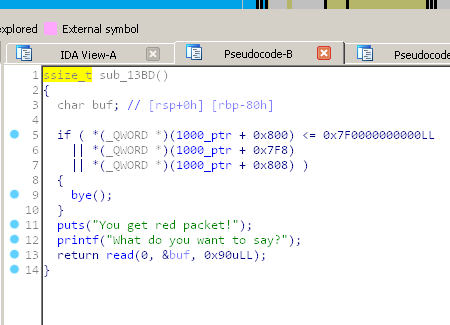 xplored External symbol
IDA View-A Pseudocode-B Pseudocode
1 ssize_t sub_13BD()
2 {
3 char buf; // [rsp+0h] [rbp-80h]
4
5 if ( *(_QWORD *)(1000_ptr + 0x800) <= 0x7F0000000000LL
6 || *(_QWORD *)(1000_ptr + 0x7F8)
7 || *(_QWORD *)(1000_ptr + 0x808) )
8 {
9 bye();
10 }
11 puts("You get red packet!");
12 printf("What do you want to say?");
13 return read(0, &buf, 0x90uLL);
14 }